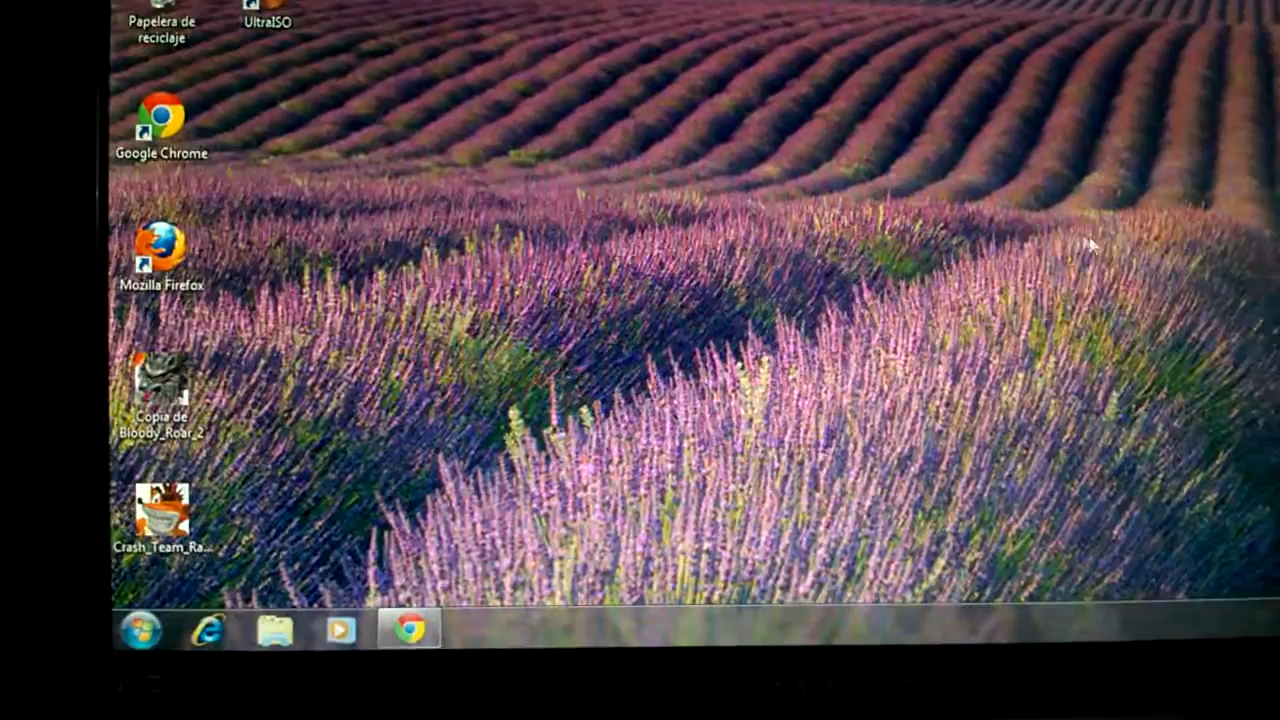 Papelera de
reciclaje
UltraISO
Google Chrome
Mozilla Firefox
Copia de
Bloody_Roar_2
Crash_Team_Ra...